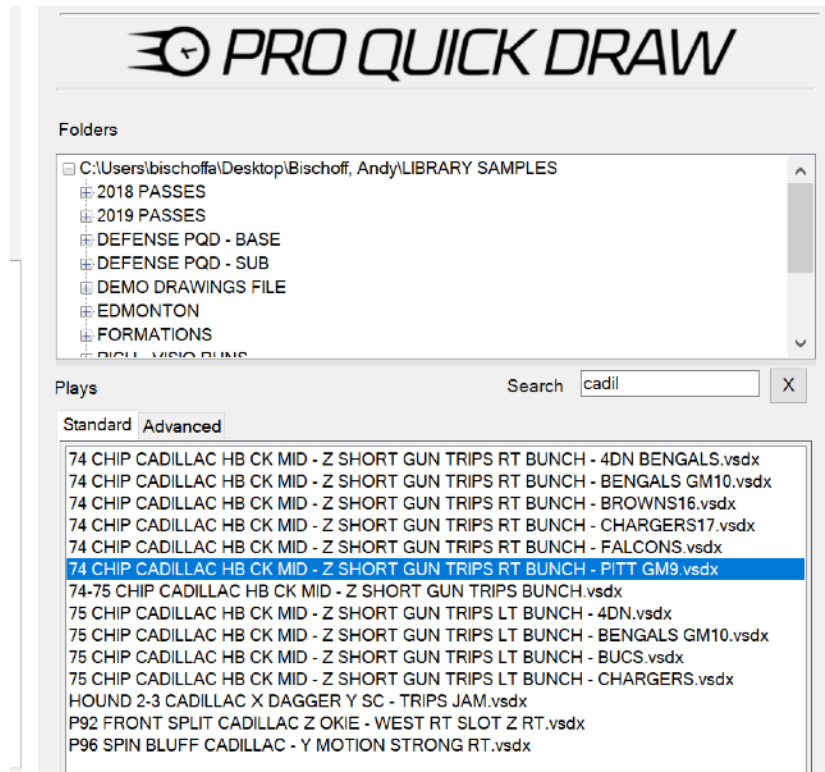 PRO QUICK DRAW
Folders
C:\Users\bischoffa\Desktop\Bischoff, Andy\LIBRARY SAMPLES
2018 PASSES
2019 PASSES
DEFENSE PQD - BASE
DEFENSE PQD - SUB
DEMO DRAWINGS FILE
EDMONTON
FORMATIONS
Plays
Search cadil X
Standard Advanced
74 CHIP CADILLAC HB CK MID - Z SHORT GUN TRIPS RT BUNCH - 4DN BENGALS.vsdx
74 CHIP CADILLAC HB CK MID - Z SHORT GUN TRIPS RT BUNCH - BENGALS GM10.vsdx
74 CHIP CADILLAC HB CK MID - Z SHORT GUN TRIPS RT BUNCH - BROWNS16.vsdx
74 CHIP CADILLAC HB CK MID - Z SHORT GUN TRIPS RT BUNCH - CHARGERS17.vsdx
74 CHIP CADILLAC HB CK MID - Z SHORT GUN TRIPS RT BUNCH - FALCONS.vsdx
74 CHIP CADILLAC HB CK MID - Z SHORT GUN TRIPS RT BUNCH - PITT GM9.vsdx
74-75 CHIP CADILLAC HB CK MID - Z SHORT GUN TRIPS BUNCH.vsdx
75 CHIP CADILLAC HB CK MID - Z SHORT GUN TRIPS LT BUNCH - 4DN.vsdx
75 CHIP CADILLAC HB CK MID - Z SHORT GUN TRIPS LT BUNCH - BENGALS GM10.vsdx
75 CHIP CADILLAC HB CK MID - Z SHORT GUN TRIPS LT BUNCH - BUCS.vsdx
75 CHIP CADILLAC HB CK MID - Z SHORT GUN TRIPS LT BUNCH - CHARGERS.vsdx
HOUND 2-3 CADILLAC X DAGGER Y SC - TRIPS JAM.vsdx
P92 FRONT SPLIT CADILLAC Z OKIE - WEST RT SLOT Z RT.vsdx
P96 SPIN BLUFF CADILLAC - Y MOTION STRONG RT.vsdx